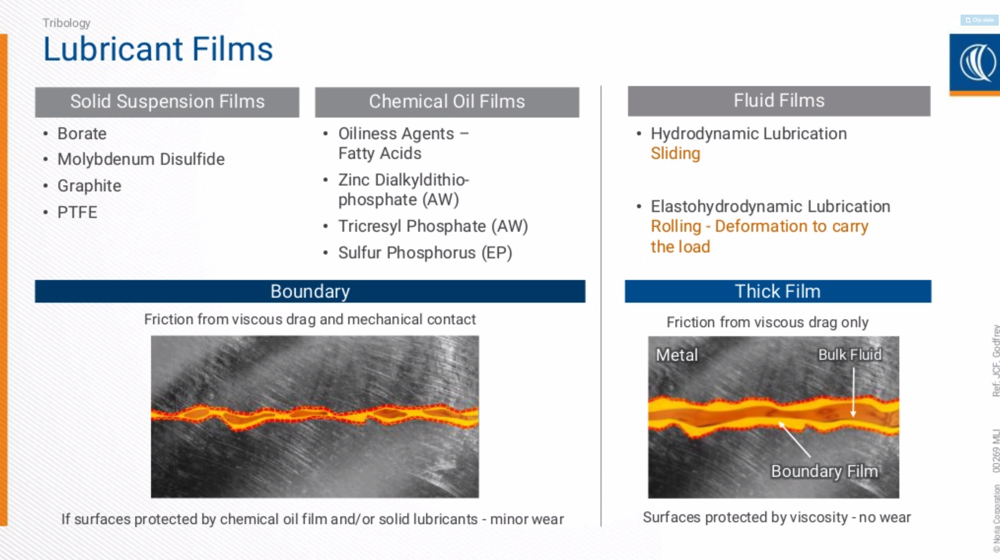 Tribology
Clip slide
Lubricant Films
Solid Suspension Films
• Borate
• Molybdenum Disulfide
• Graphite
• PTFE
Chemical Oil Films
• Oiliness Agents –
Fatty Acids
• Zinc Dialkyldithio-
phosphate (AW)
• Tricresyl Phosphate (AW)
• Sulfur Phosphorus (EP)
Boundary
Friction from viscous drag and mechanical contact
If surfaces protected by chemical oil film and/or solid lubricants - minor wear
Fluid Films
• Hydrodynamic Lubrication
Sliding
• Elastohydrodynamic Lubrication
Rolling - Deformation to carry
the load
Thick Film
Friction from viscous drag only
Metal
Bulk Fluid
Boundary Film
Surfaces protected by viscosity - no wear
© Noria Corporation 00269 MLI Ref: JCF, Godfrey